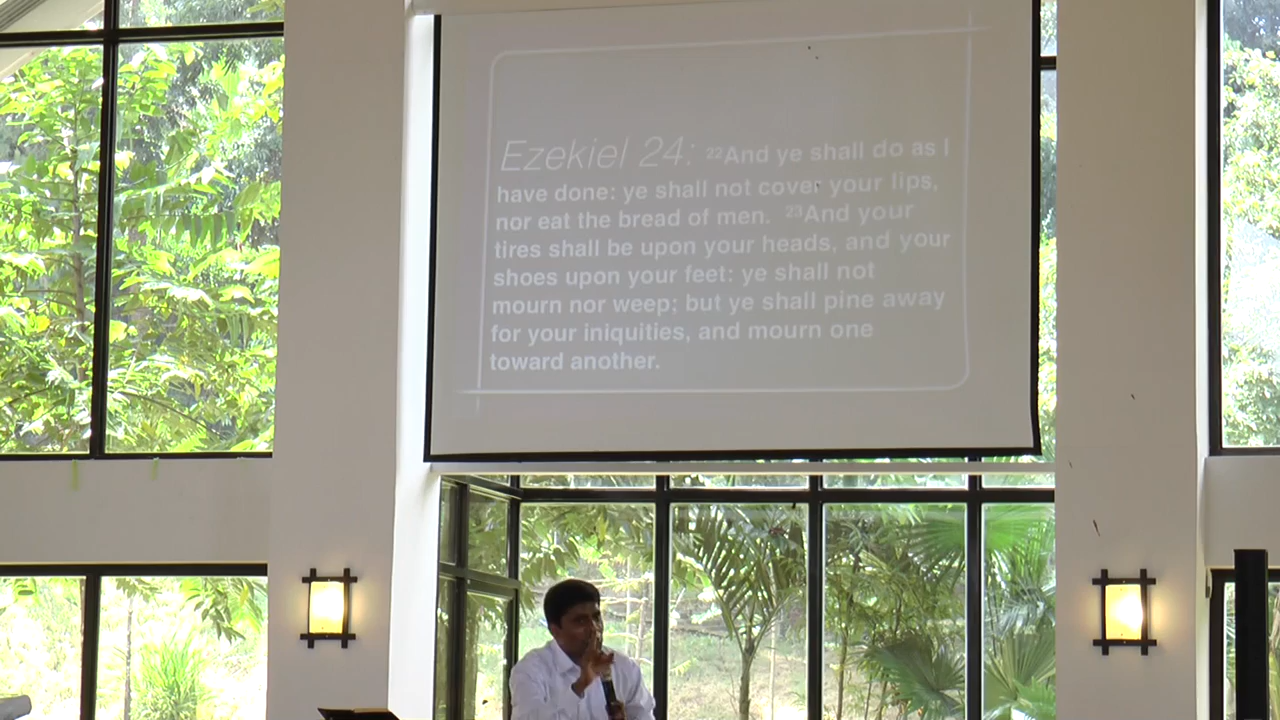 Ezekiel 24: ²²And ye shall do as I
have done: ye shall not cover your lips,
nor eat the bread of men. ²³And your
tires shall be upon your heads, and your
shoes upon your feet: ye shall not
mourn nor weep; but ye shall pine away
for your iniquities, and mourn one
toward another.